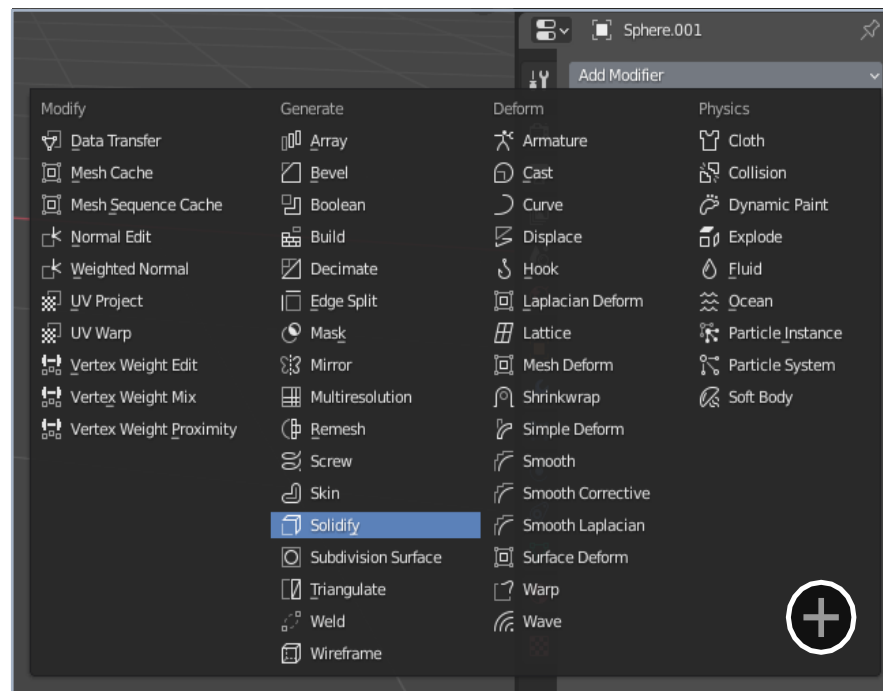 Sphere.001
Add Modifier
Modify
Data Transfer
Mesh Cache
Mesh Sequence Cache
Normal Edit
Weighted Normal
UV Project
UV Warp
Vertex Weight Edit
Vertex Weight Mix
Vertex Weight Proximity
Generate
Array
Bevel
Boolean
Build
Decimate
Edge Split
Mask
Mirror
Multiresolution
Remesh
Screw
Skin
Solidify
Subdivision Surface
Triangulate
Weld
Wireframe
Deform
Armature
Cast
Curve
Displace
Hook
Laplacian Deform
Lattice
Mesh Deform
Shrinkwrap
Simple Deform
Smooth
Smooth Corrective
Smooth Laplacian
Surface Deform
Warp
Wave
Physics
Cloth
Collision
Dynamic Paint
Explode
Fluid
Ocean
Particle Instance
Particle System
Soft Body